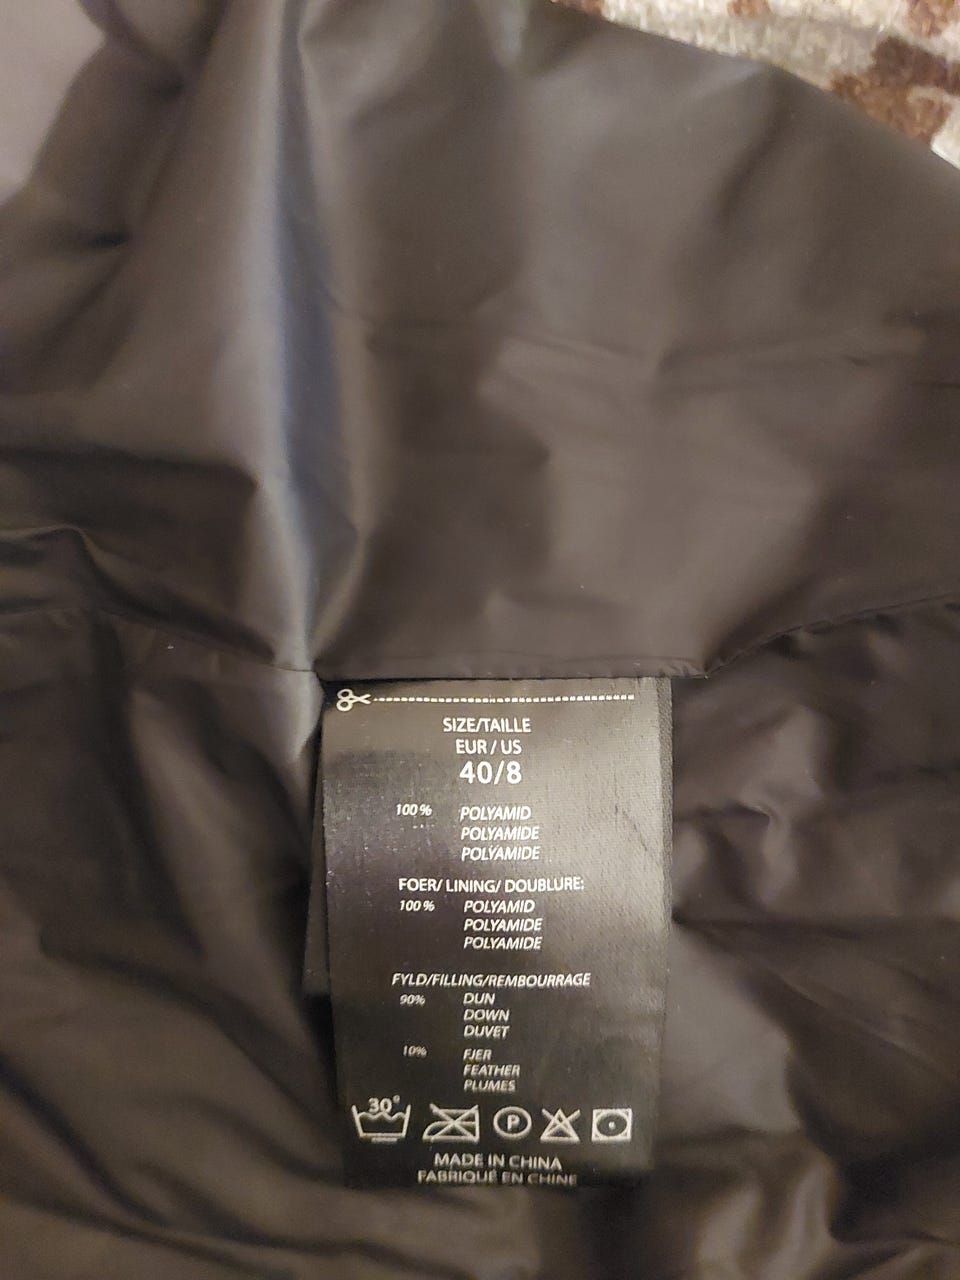 SIZE/TAILLE
EUR / US
40/8
100% POLYAMID
POLYAMIDE
POLYAMIDE
FOER/ LINING/ DOUBLURE:
100% POLYAMID
POLYAMIDE
POLYAMIDE
FYLD/FILLING/REMBOURRAGE
90% DUN
DOWN
DUVET
10% FJER
FEATHER
PLUMES
30° P
MADE IN CHINA
FABRIQUÉ EN CHINE